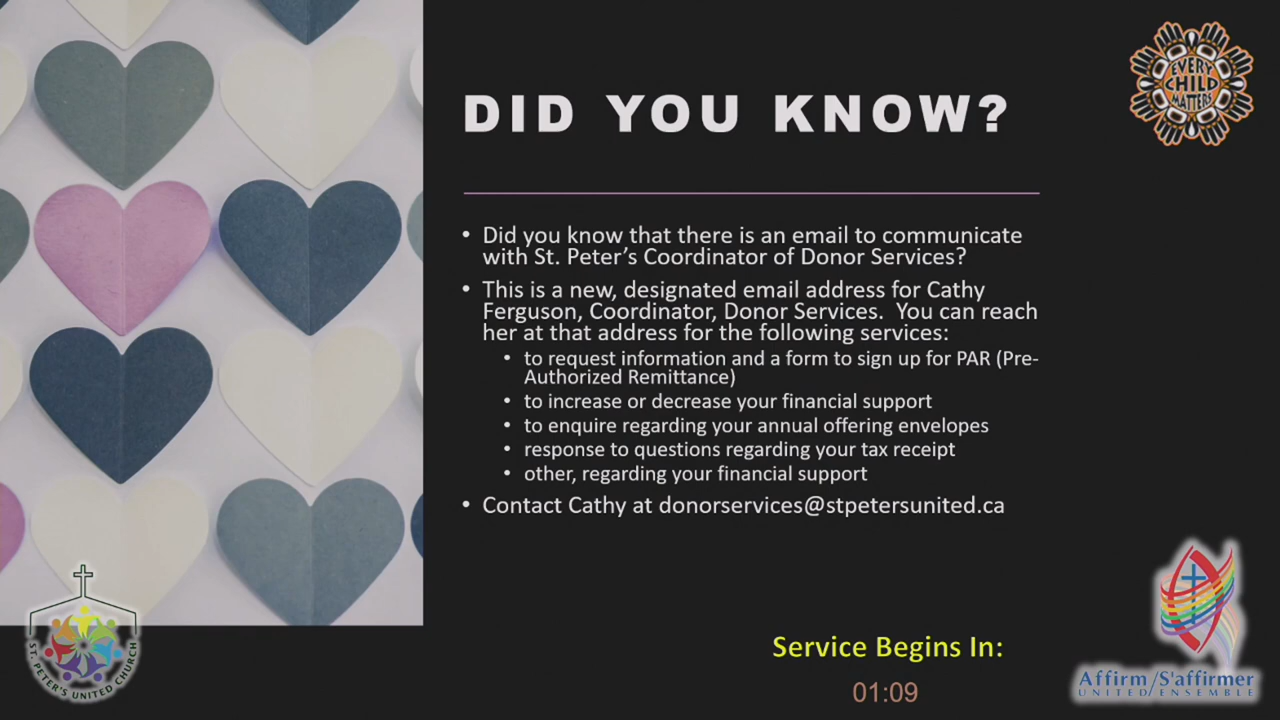 DID YOU KNOW?
EVERY
CHILD
MATTERS
• Did you know that there is an email to communicate
with St. Peter’s Coordinator of Donor Services?
• This is a new, designated email address for Cathy
Ferguson, Coordinator, Donor Services.  You can reach
her at that address for the following services:
• to request information and a form to sign up for PAR (Pre-
Authorized Remittance)
• to increase or decrease your financial support
• to enquire regarding your annual offering envelopes
• response to questions regarding your tax receipt
• other, regarding your financial support
• Contact Cathy at donorservices@stpetersunited.ca
ST. PETER'S UNITED CHURCH
Service Begins In:
01:09
Affirm/S'affirmer
UNITED/ENSEMBLE